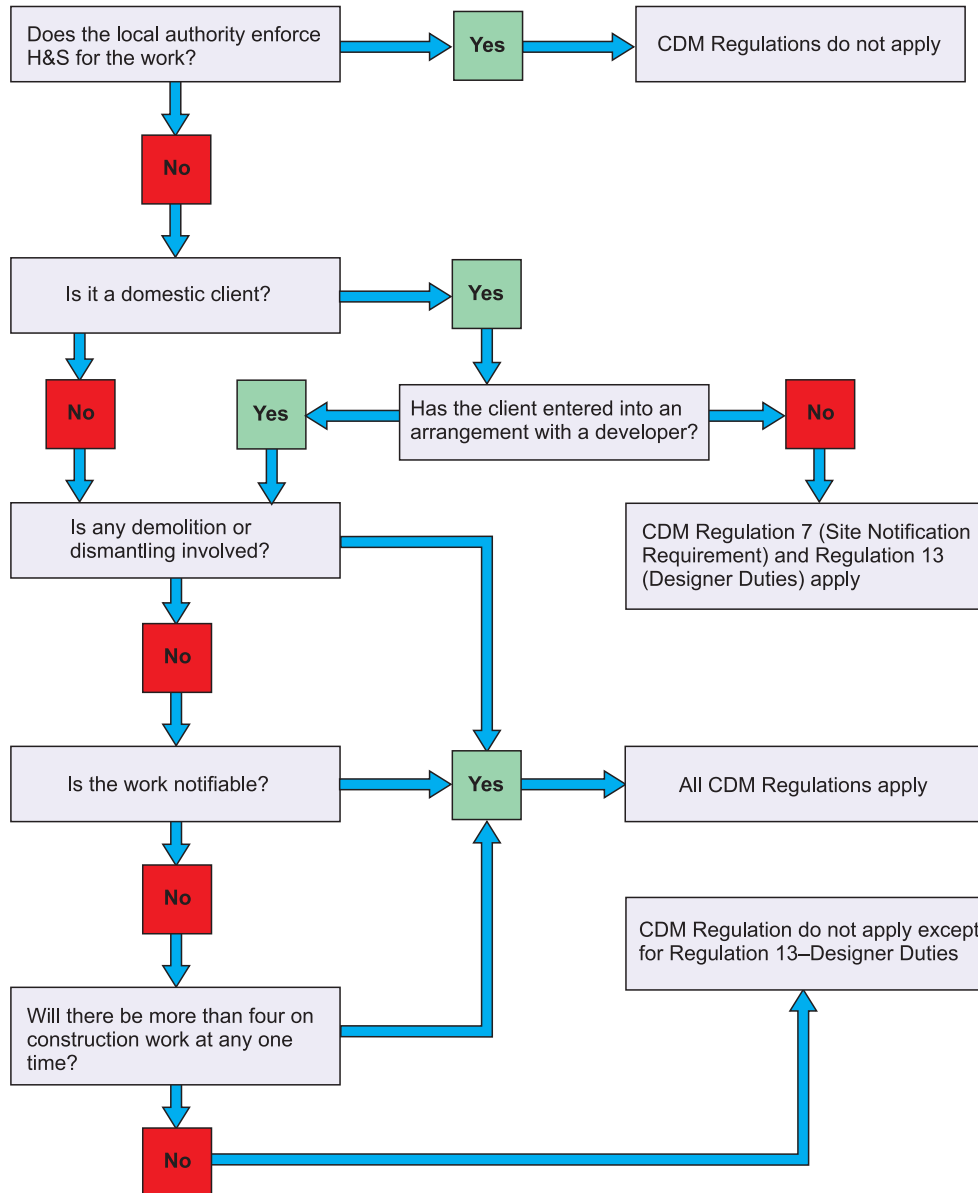 Does the local authority enforce
H&S for the work?
Yes
CDM Regulations do not apply
No
Is it a domestic client?
Yes
No
Yes
Has the client entered into an
arrangement with a developer?
No
Is any demolition or
dismantling involved?
CDM Regulation 7 (Site Notification
Requirement) and Regulation 13
(Designer Duties) apply
No
Is the work notifiable?
Yes
All CDM Regulations apply
No
CDM Regulation do not apply except
for Regulation 13–Designer Duties
Will there be more than four on
construction work at any one
time?
No